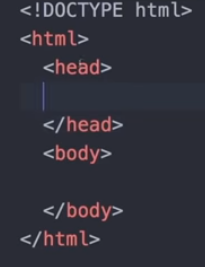 <!DOCTYPE html>
<html>
<head>
</head>
<body>
</body>
</html>